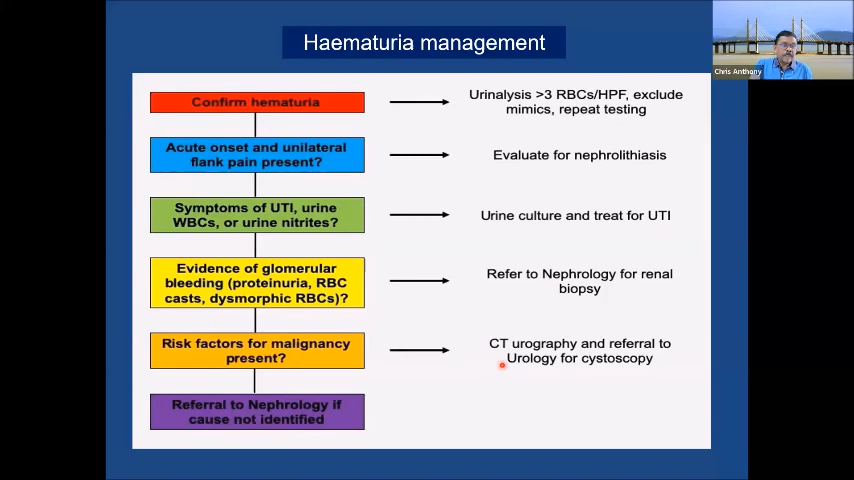 Haematuria management
Chris Anthony
Confirm hematuria
Urinalysis >3 RBCs/HPF, exclude
mimics, repeat testing
Acute onset and unilateral
flank pain present?
Evaluate for nephrolithiasis
Symptoms of UTI, urine
WBCs, or urine nitrites?
Urine culture and treat for UTI
Evidence of glomerular
bleeding (proteinuria, RBC
casts, dysmorphic RBCs)?
Refer to Nephrology for renal
biopsy
Risk factors for malignancy
present?
CT urography and referral to
Urology for cystoscopy
Referral to Nephrology if
cause not identified